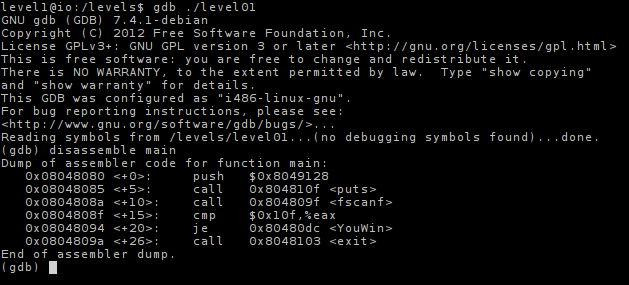 level1@io:/levels$ gdb ./level01
GNU gdb (GDB) 7.4.1-debian
Copyright (C) 2012 Free Software Foundation, Inc.
License GPLv3+: GNU GPL version 3 or later <http://gnu.org/licenses/gpl.html>
This is free software: you are free to change and redistribute it.
There is NO WARRANTY, to the extent permitted by law.  Type "show copying"
and "show warranty" for details.
This GDB was configured as "i486-linux-gnu".
For bug reporting instructions, please see:
<http://www.gnu.org/software/gdb/bugs/>...
Reading symbols from /levels/level01...(no debugging symbols found)...done.
(gdb) disassemble main
Dump of assembler code for function main:
   0x08048080 <+0>:     push   $0x8049128
   0x08048085 <+5>:     call   0x804810f <puts>
   0x0804808a <+10>:    call   0x804809f <fscanf>
   0x0804808f <+15>:    cmp    $0x10f,%eax
   0x08048094 <+20>:    je     0x80480dc <YouWin>
   0x0804809a <+26>:    call   0x8048103 <exit>
End of assembler dump.
(gdb)